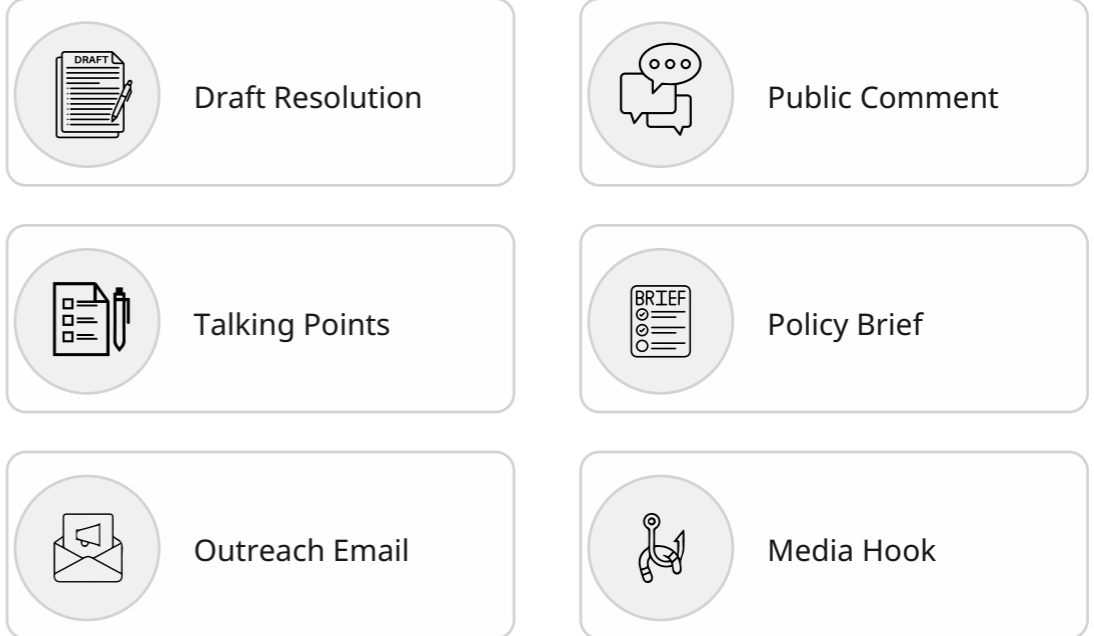 DRAFT
Draft Resolution
Public Comment
Talking Points
BRIEF
Policy Brief
Outreach Email
Media Hook